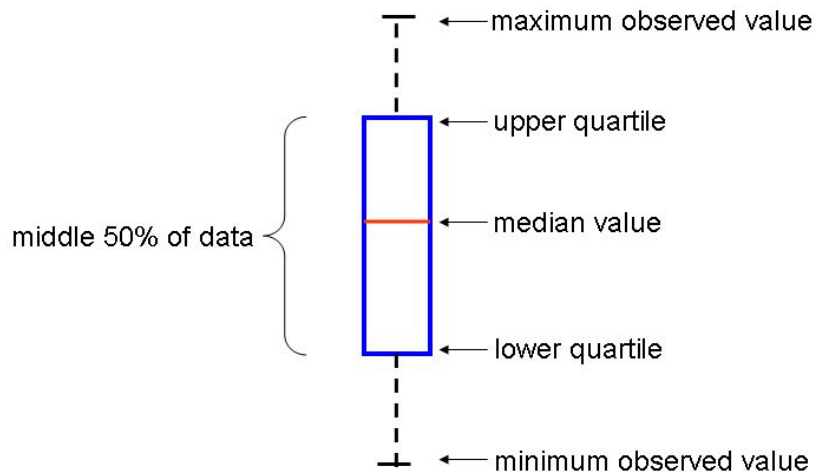 maximum observed value
upper quartile
median value
middle 50% of data
lower quartile
minimum observed value